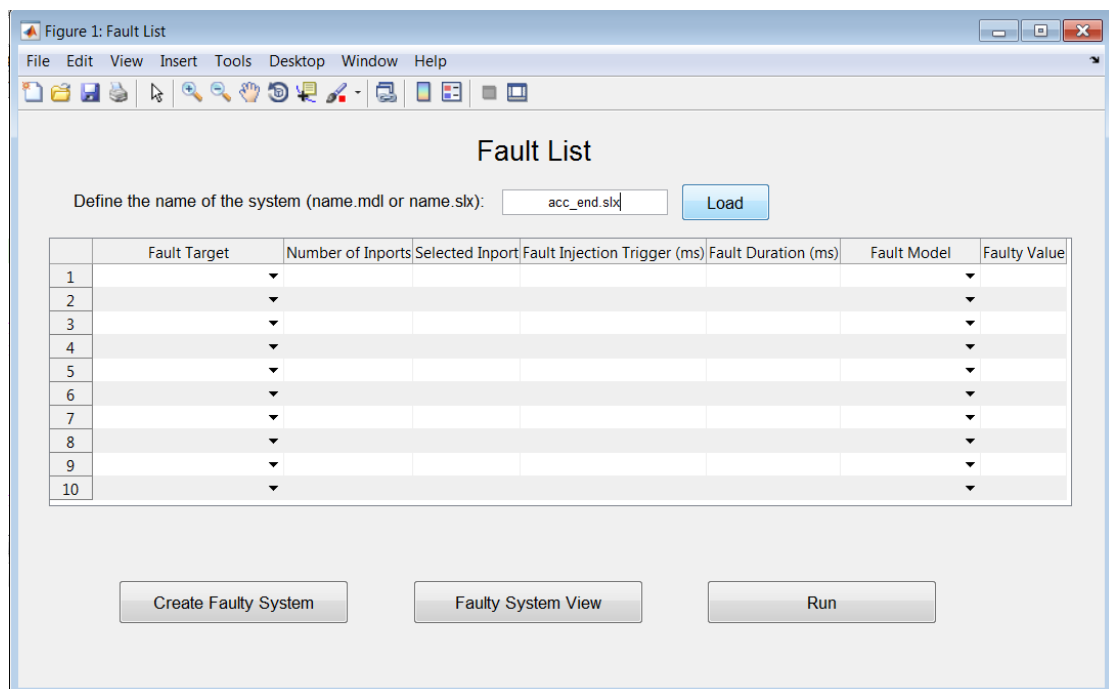 Figure 1: Fault List
File Edit View Insert Tools Desktop Window Help
Fault List
Define the name of the system (name.mdl or name.slx): acc_end.slx Load
Fault Target Number of Inports Selected Inport Fault Injection Trigger (ms) Fault Duration (ms) Fault Model Faulty Value
1
2
3
4
5
6
7
8
9
10
Create Faulty System Faulty System View Run